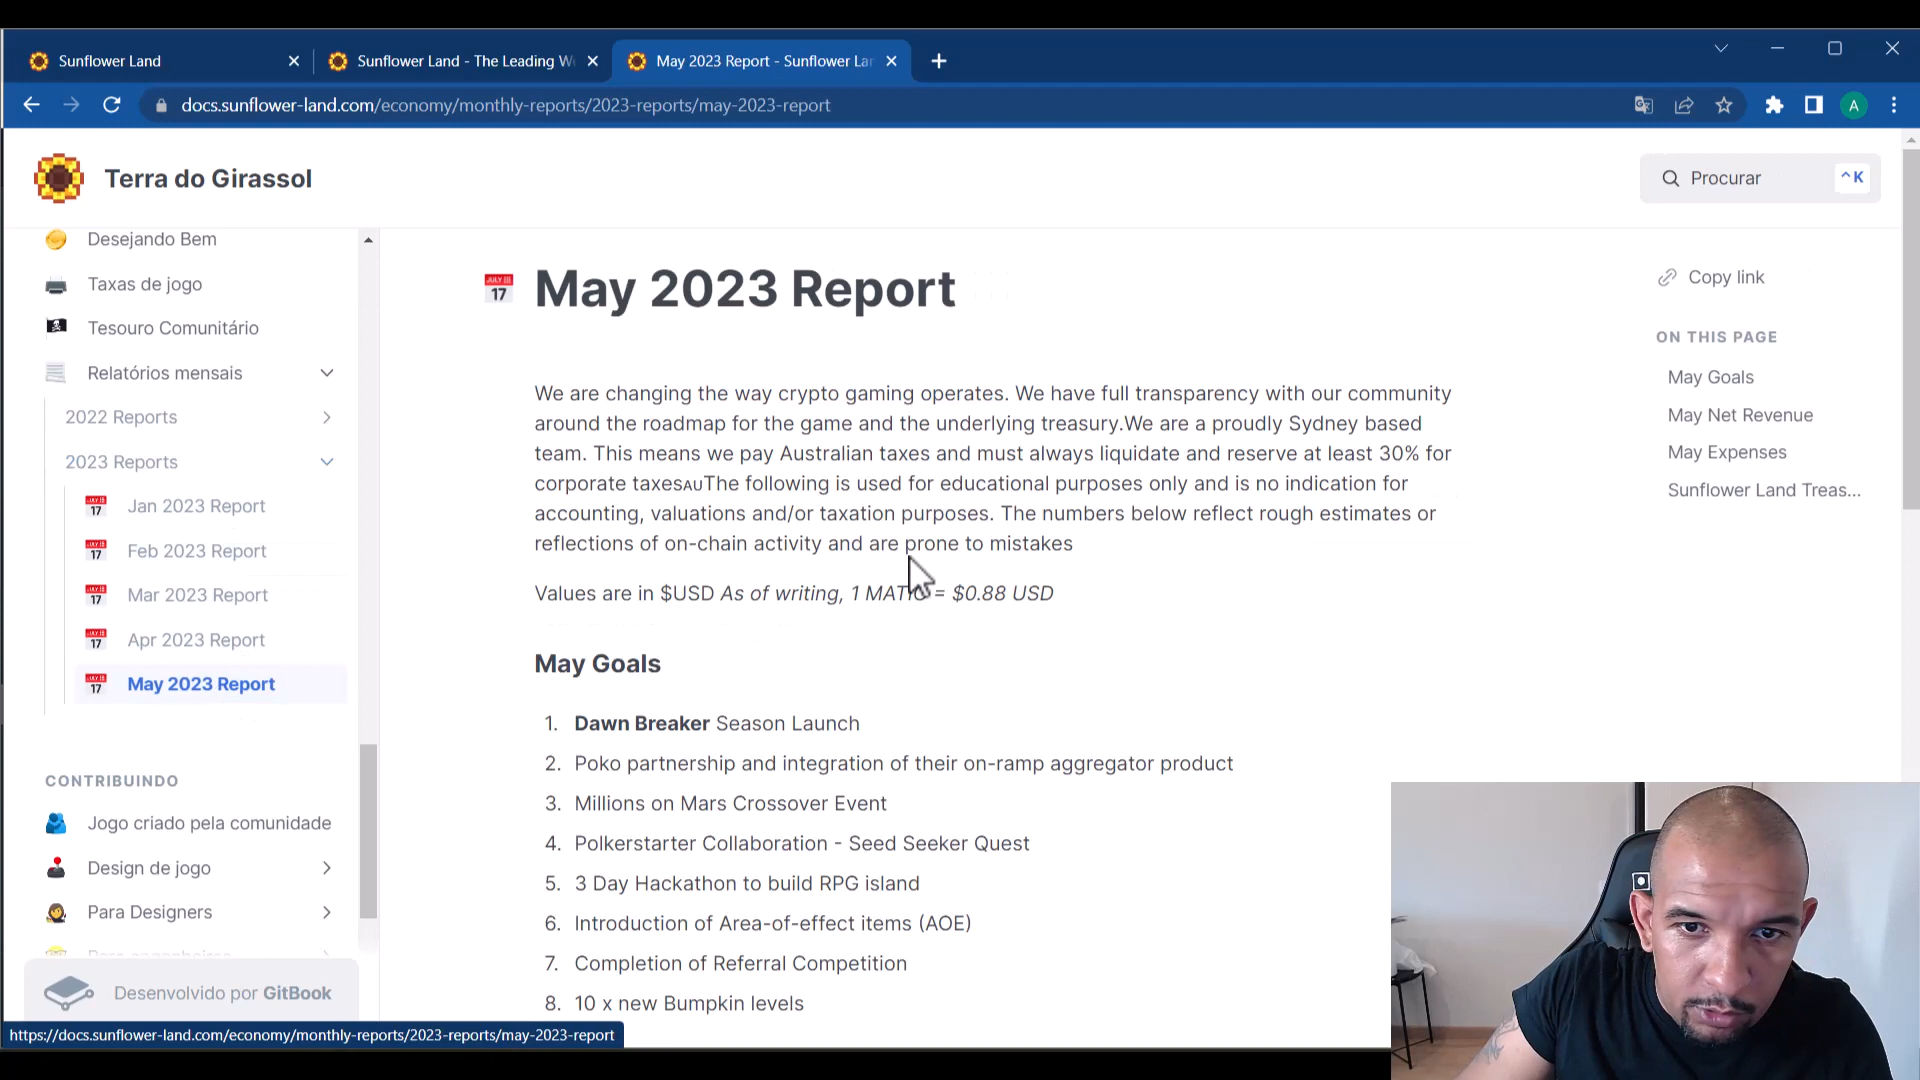 Sunflower Land
Sunflower Land - The Leading W
May 2023 Report - Sunflower Lan
docs.sunflower-land.com/economy/monthly-reports/2023-reports/may-2023-report
A
Terra do Girassol
Procurar
^K
Desejando Bem
Taxas de jogo
Tesouro Comunitário
Relatórios mensais
2022 Reports
2023 Reports
JULY 17 Jan 2023 Report
JULY 17 Feb 2023 Report
JULY 17 Mar 2023 Report
JULY 17 Apr 2023 Report
JULY 17 May 2023 Report
CONTRIBUINDO
Jogo criado pela comunidade
Design de jogo
Para Designers
Desenvolvido por GitBook
https://docs.sunflower-land.com/economy/monthly-reports/2023-reports/may-2023-report
JULY 17 May 2023 Report
We are changing the way crypto gaming operates. We have full transparency with our community
around the roadmap for the game and the underlying treasury.We are a proudly Sydney based
team. This means we pay Australian taxes and must always liquidate and reserve at least 30% for
corporate taxesAUThe following is used for educational purposes only and is no indication for
accounting, valuations and/or taxation purposes. The numbers below reflect rough estimates or
reflections of on-chain activity and are prone to mistakes
Values are in $USD As of writing, 1 MATIC = $0.88 USD
May Goals
1. Dawn Breaker Season Launch
2. Poko partnership and integration of their on-ramp aggregator product
3. Millions on Mars Crossover Event
4. Polkerstarter Collaboration - Seed Seeker Quest
5. 3 Day Hackathon to build RPG island
6. Introduction of Area-of-effect items (AOE)
7. Completion of Referral Competition
8. 10 x new Bumpkin levels
Copy link
ON THIS PAGE
May Goals
May Net Revenue
May Expenses
Sunflower Land Treas...